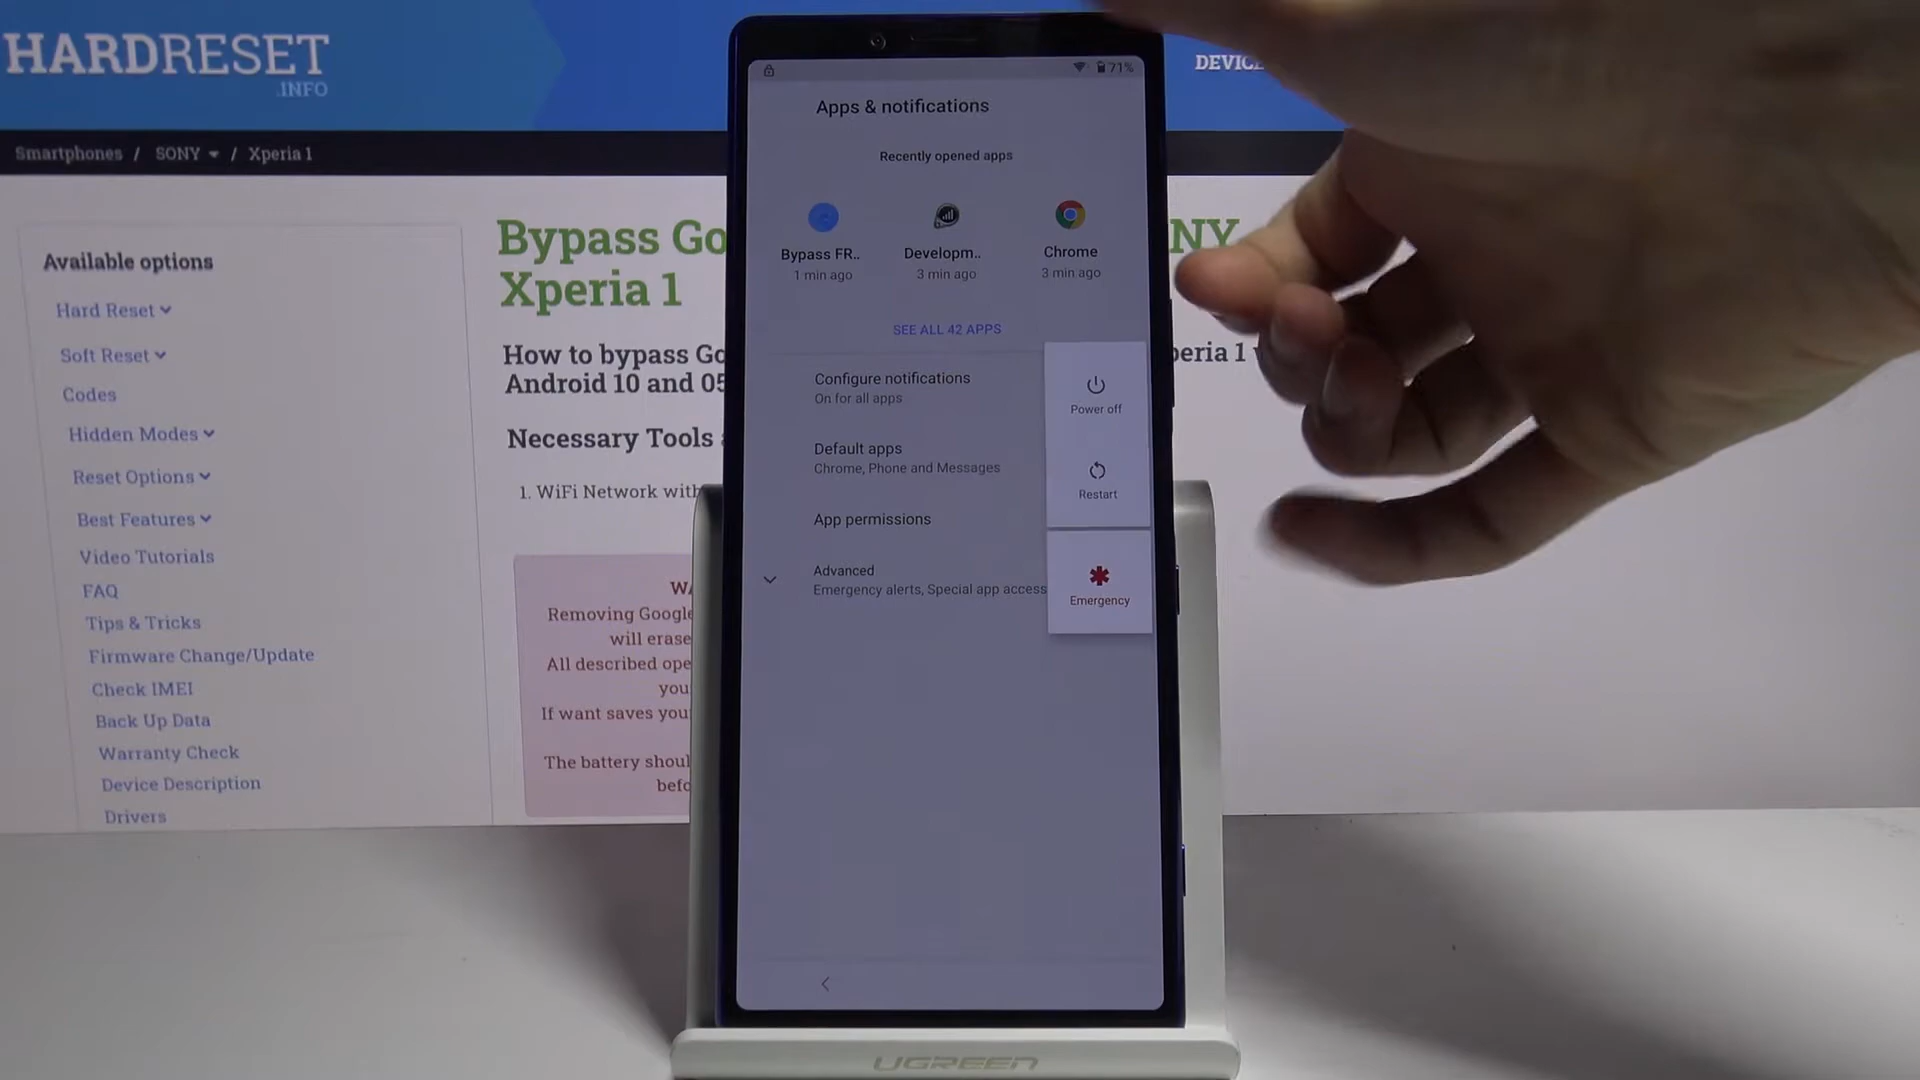 HARDRESET
.INFO
Smartphones / SONY / Xperia 1
Available options
Hard Reset
Soft Reset
Codes
Hidden Modes
Reset Options
Best Features
Video Tutorials
FAQ
Tips & Tricks
Firmware Change/Update
Check IMEI
Back Up Data
Warranty Check
Device Description
Drivers
Bypass Go
NY
Xperia 1
How to bypass Go
peria 1
Android 10 and 05
Necessary Tools
1. WiFi Network with
Removing Google
will erase
All described ope
you
If want saves you
The battery shoul
befo
71%
Apps & notifications
Recently opened apps
Bypass FR..
1 min ago
Developm..
3 min ago
Chrome
3 min ago
SEE ALL 42 APPS
Configure notifications
On for all apps
Default apps
Chrome, Phone and Messages
App permissions
Advanced
Emergency alerts, Special app access
Power off
Restart
Emergency
UGREEN